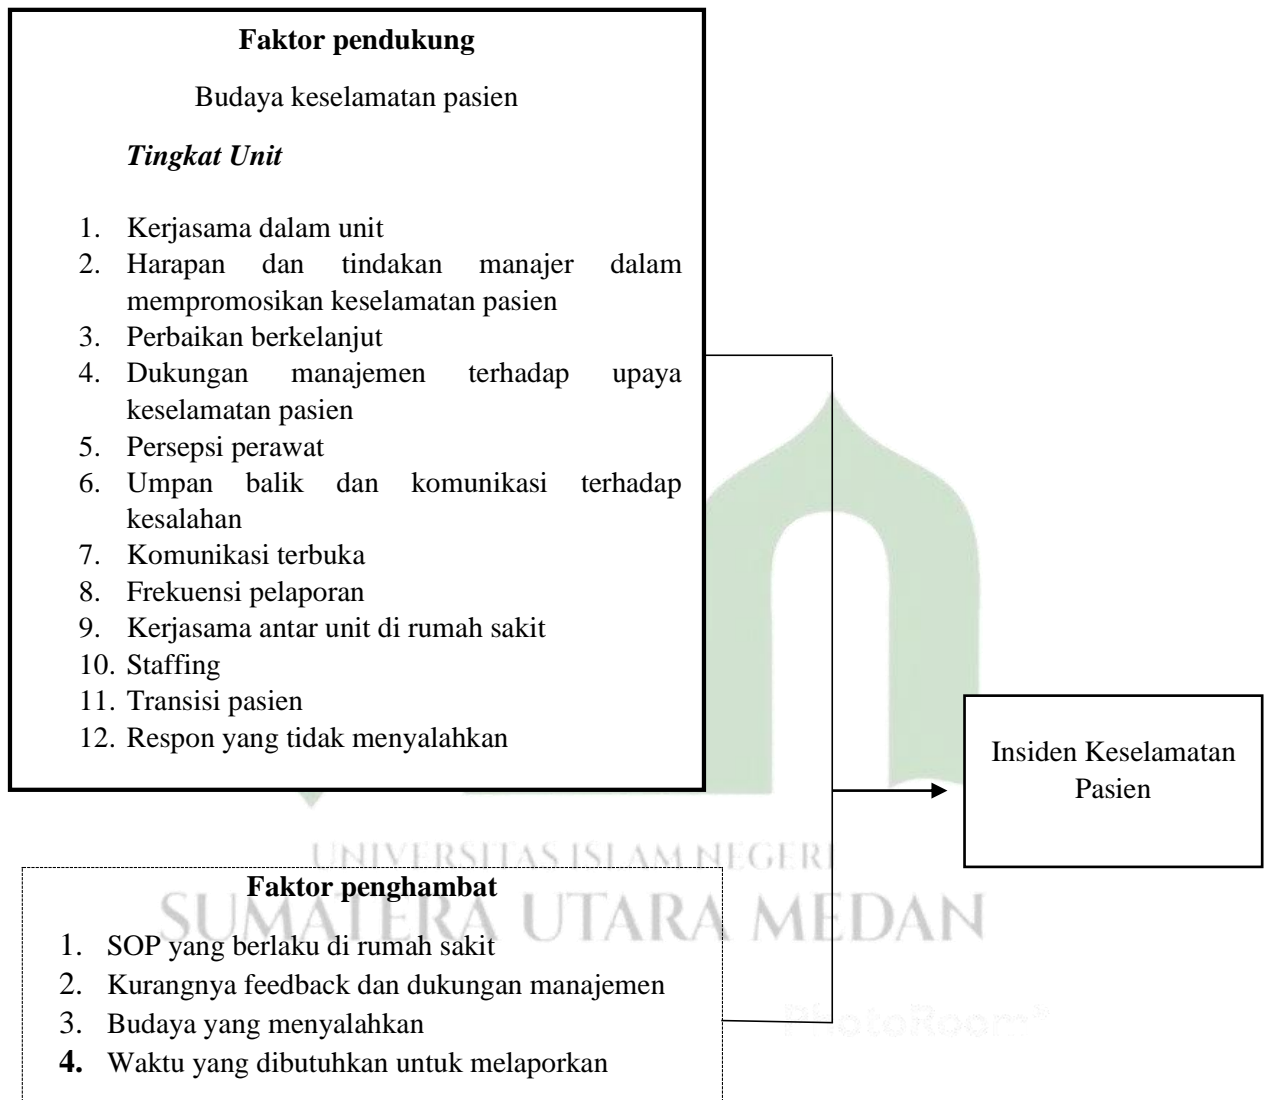 Faktor pendukung
Budaya keselamatan pasien
Tingkat Unit
1. Kerjasama dalam unit
2. Harapan dan tindakan manajer dalam
mempromosikan keselamatan pasien
3. Perbaikan berkelanjut
4. Dukungan manajemen terhadap upaya
keselamatan pasien
5. Persepsi perawat
6. Umpan balik dan komunikasi terhadap
kesalahan
7. Komunikasi terbuka
8. Frekuensi pelaporan
9. Kerjasama antar unit di rumah sakit
10. Staffing
11. Transisi pasien
12. Respon yang tidak menyalahkan
Insiden Keselamatan
Pasien
UNIVERSITAS ISLAM NEGERI
SUMATERA UTARA MEDAN
Faktor penghambat
1. SOP yang berlaku di rumah sakit
2. Kurangnya feedback dan dukungan manajemen
3. Budaya yang menyalahkan
4. Waktu yang dibutuhkan untuk melaporkan
PhotoRoom